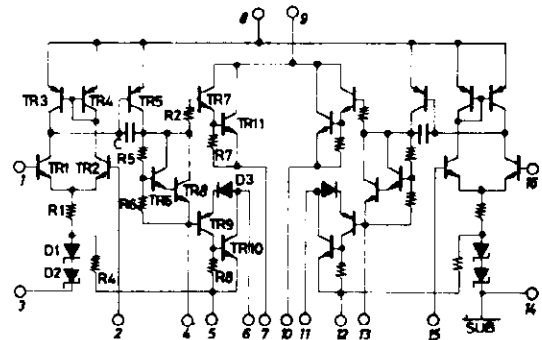 8 9
TR3 TR4 TR5 R2 TR7
TR11
C R5 R7
1 TR1 TR2 TR6 TR8 D3 16
R6 TR9
R1
TR10
D1
D2 R4 R8
3 2 4 5 6 7 10 11 12 13 15 SUB 14